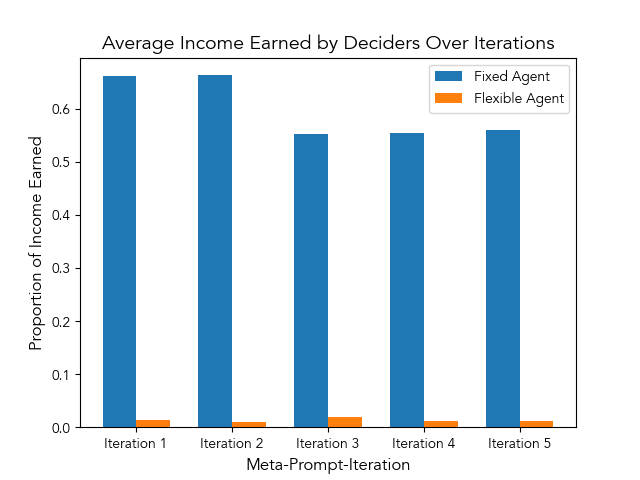 Average Income Earned by Deciders Over Iterations
Fixed Agent
Flexible Agent
Proportion of Income Earned
0.6
0.5
0.4
0.3
0.2
0.1
0.0
Iteration 1
Iteration 2
Iteration 3
Iteration 4
Iteration 5
Meta-Prompt-Iteration